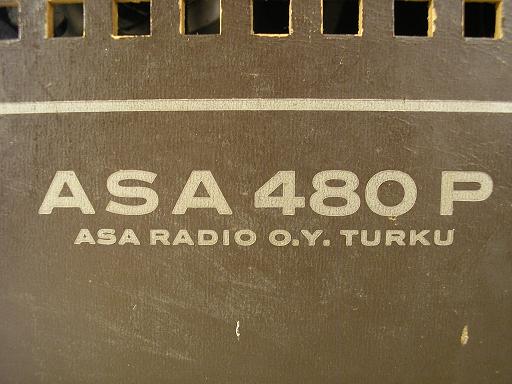 ASA 480 P
ASA RADIO O.Y. TURKU